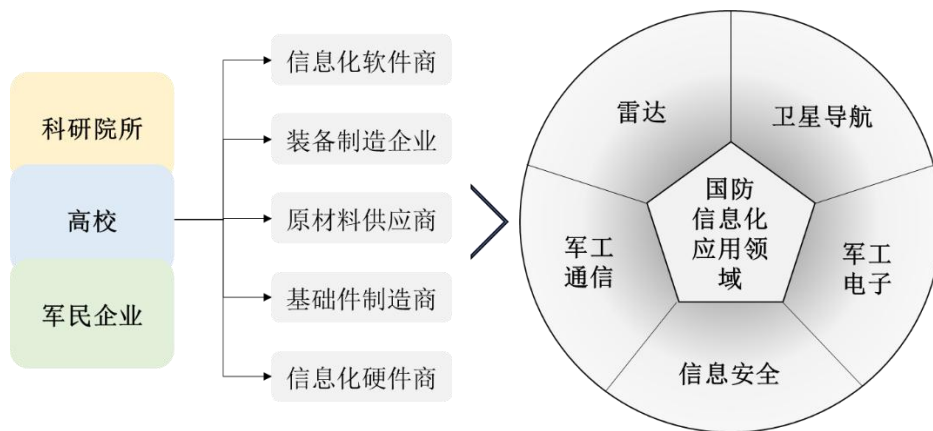 科研院所
高校
军民企业
信息化软件商
装备制造企业
原材料供应商
基础件制造商
信息化硬件商
雷达
卫星导航
国防
信息化
应用领
域
军工
通信
军工
电子
信息安全